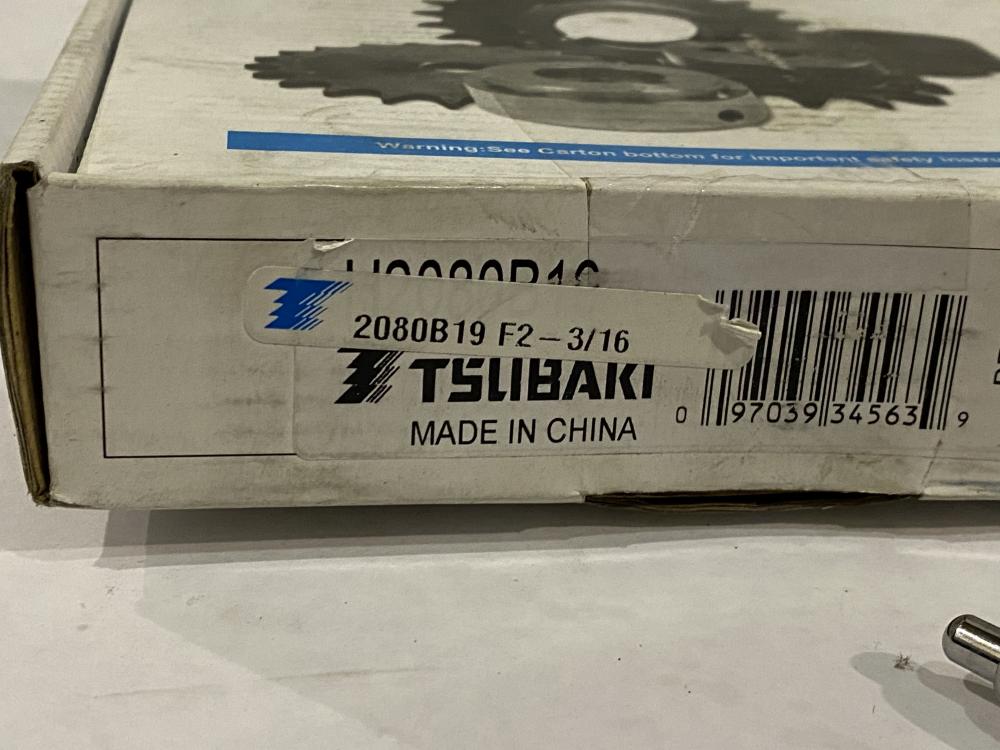 Warning:See Carton bottom for important safety
2080B19 F2-3/16
TSUBAKI
MADE IN CHINA
0 97039 34563 9